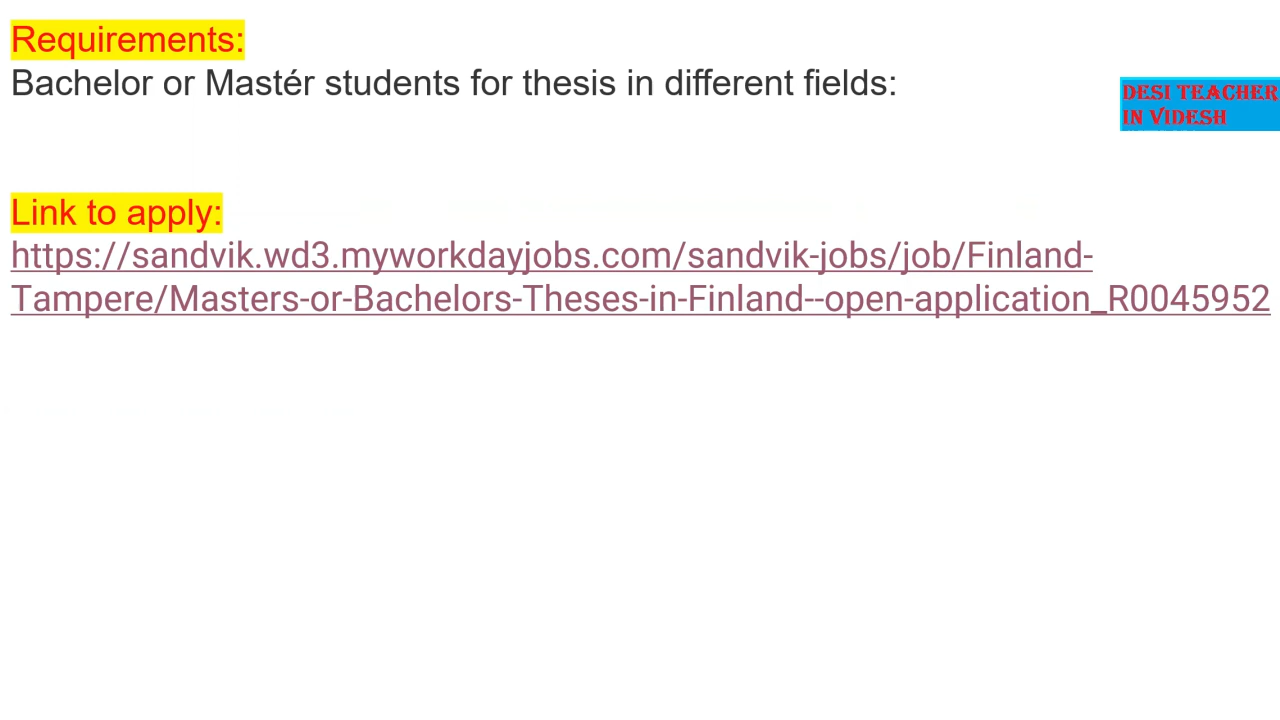 Requirements:
Bachelor or Mastér students for thesis in different fields:
DESI TEACHER
IN VIDESH
Link to apply:
https://sandvik.wd3.myworkdayjobs.com/sandvik-jobs/job/Finland-
Tampere/Masters-or-Bachelors-Theses-in-Finland--open-application_R0045952